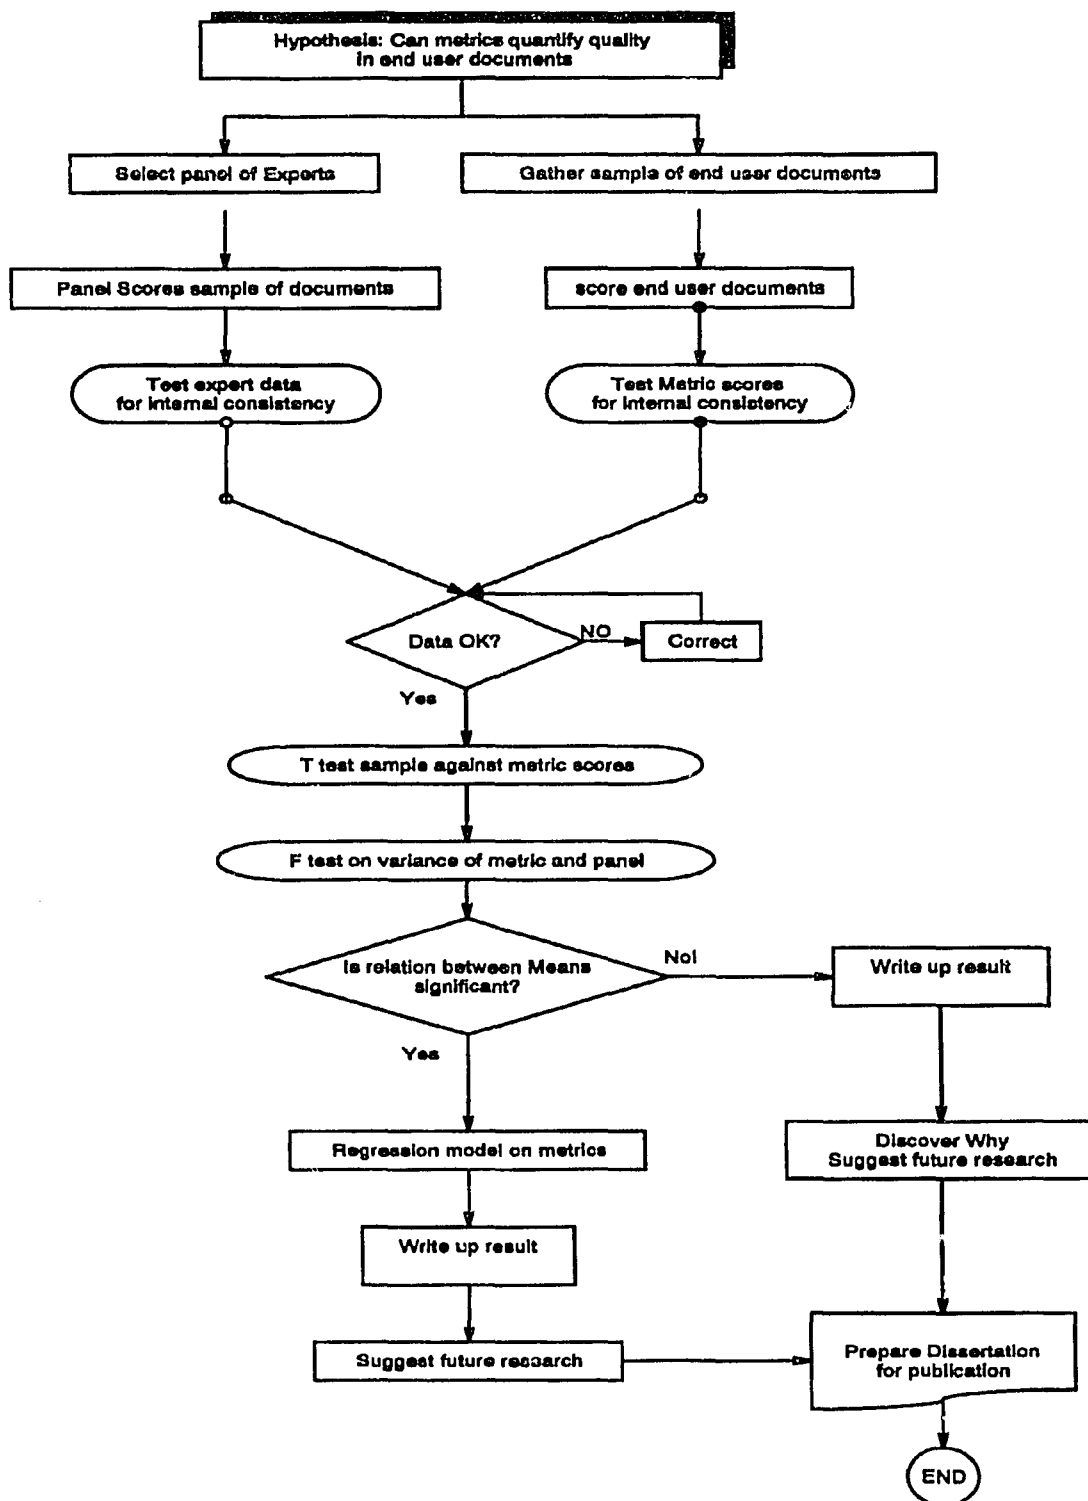 Hypothesis: Can metrics quantify quality
in end user documents
Select panel of Experts
Gather sample of end user documents
Panel Scores sample of documents
score end user documents
Test expert data
for internal consistency
Test Metric scores
for internal consistency
Data OK?
NO
Correct
Yes
T test sample against metric scores
F test on variance of metric and panel
Is relation between Means
significant?
No!
Write up result
Yes
Discover Why
Suggest future research
Regression model on metrics
Write up result
Suggest future research
Prepare Dissertation
for publication
END